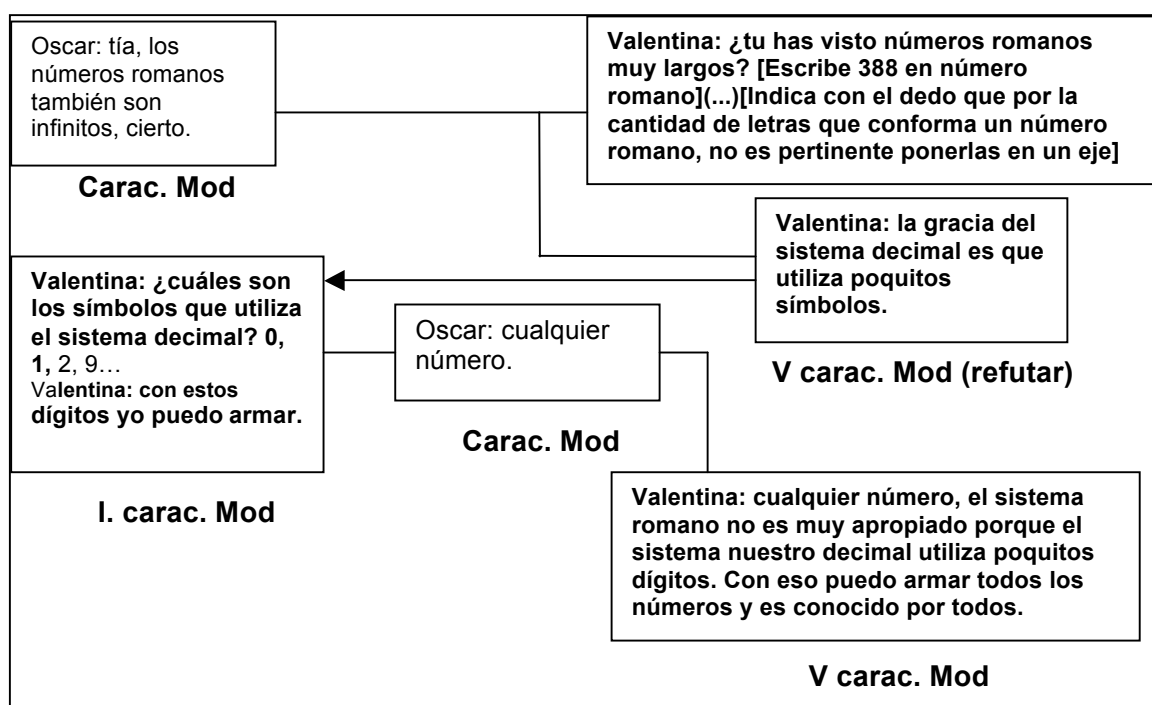 Oscar: tía, los
números romanos
también son
infinitos, cierto.
Carac. Mod
Valentina: ¿tu has visto números romanos
muy largos? [Escribe 388 en número
romano](...)[Indica con el dedo que por la
cantidad de letras que conforma un número
romano, no es pertinente ponerlas en un eje]
Valentina: la gracia del
sistema decimal es que
utiliza poquitos
símbolos.
V carac. Mod (refutar)
Valentina: ¿cuáles son
los símbolos que utiliza
el sistema decimal? 0,
1, 2, 9…
Valentina: con estos
dígitos yo puedo armar.
I. carac. Mod
Oscar: cualquier
número.
Carac. Mod
Valentina: cualquier número, el sistema
romano no es muy apropiado porque el
sistema nuestro decimal utiliza poquitos
dígitos. Con eso puedo armar todos los
números y es conocido por todos.
V carac. Mod